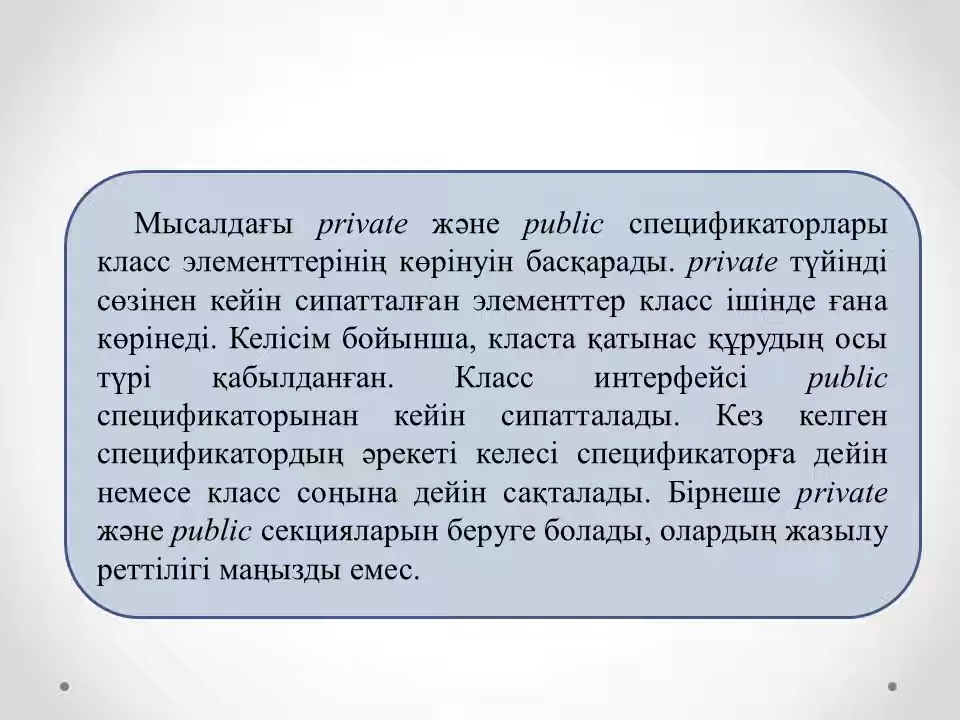 Мысалдағы private және public спецификаторлары
класс элементтерінің көрінуін басқарады. private түйінді
сөзінен кейін сипатталған элементтер класс ішінде ғана
көрінеді. Келісім бойынша, класта қатынас құрудың осы
түрі қабылданған. Класс интерфейсі public
спецификаторынан кейін сипатталады. Кез келген
спецификатордың әрекеті келесі спецификаторға дейін
немесе класс соңына дейін сақталады. Бірнеше private
және public секцияларын беруге болады, олардың жазылу
реттілігі маңызды емес.